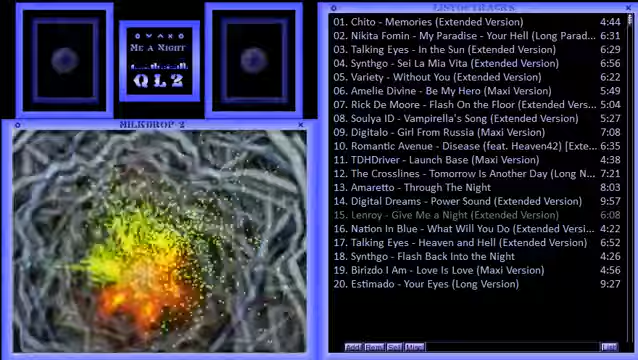 ME A NIGHT
QL2
MILKDROP 2
LIST OF TRACKS
01. Chito - Memories (Extended Version) 4:44
02. Nikita Fomin - My Paradise - Your Hell (Long Parad... 6:31
03. Talking Eyes - In the Sun (Extended Version) 6:29
04. Synthgo - Sei La Mia Vita (Extended Version) 6:56
05. Variety - Without You (Extended Version) 6:22
06. Amelie Divine - Be My Hero (Maxi Version) 5:49
07. Rick De Moore - Flash On the Floor (Extended Vers... 5:04
08. Soulya ID - Vampirella's Song (Extended Version) 5:27
09. Digitalo - Girl From Russia (Maxi Version) 7:08
10. Romantic Avenue - Disease (feat. Heaven42) [Exte... 6:35
11. TDHDriver - Launch Base (Maxi Version) 4:38
12. The Crosslines - Tomorrow Is Another Day (Long N... 7:21
13. Amaretto - Through The Night 8:03
14. Digital Dreams - Power Sound (Extended Version) 9:57
15. Lenroy - Give Me a Night (Extended Version) 6:08
16. Nation In Blue - What Will You Do (Extended Versi... 4:22
17. Talking Eyes - Heaven and Hell (Extended Version) 6:52
18. Synthgo - Flash Back Into the Night 4:26
19. Birizdo I Am - Love Is Love (Maxi Version) 4:56
20. Estimado - Your Eyes (Long Version) 9:27
Add Rem Sel Misc List